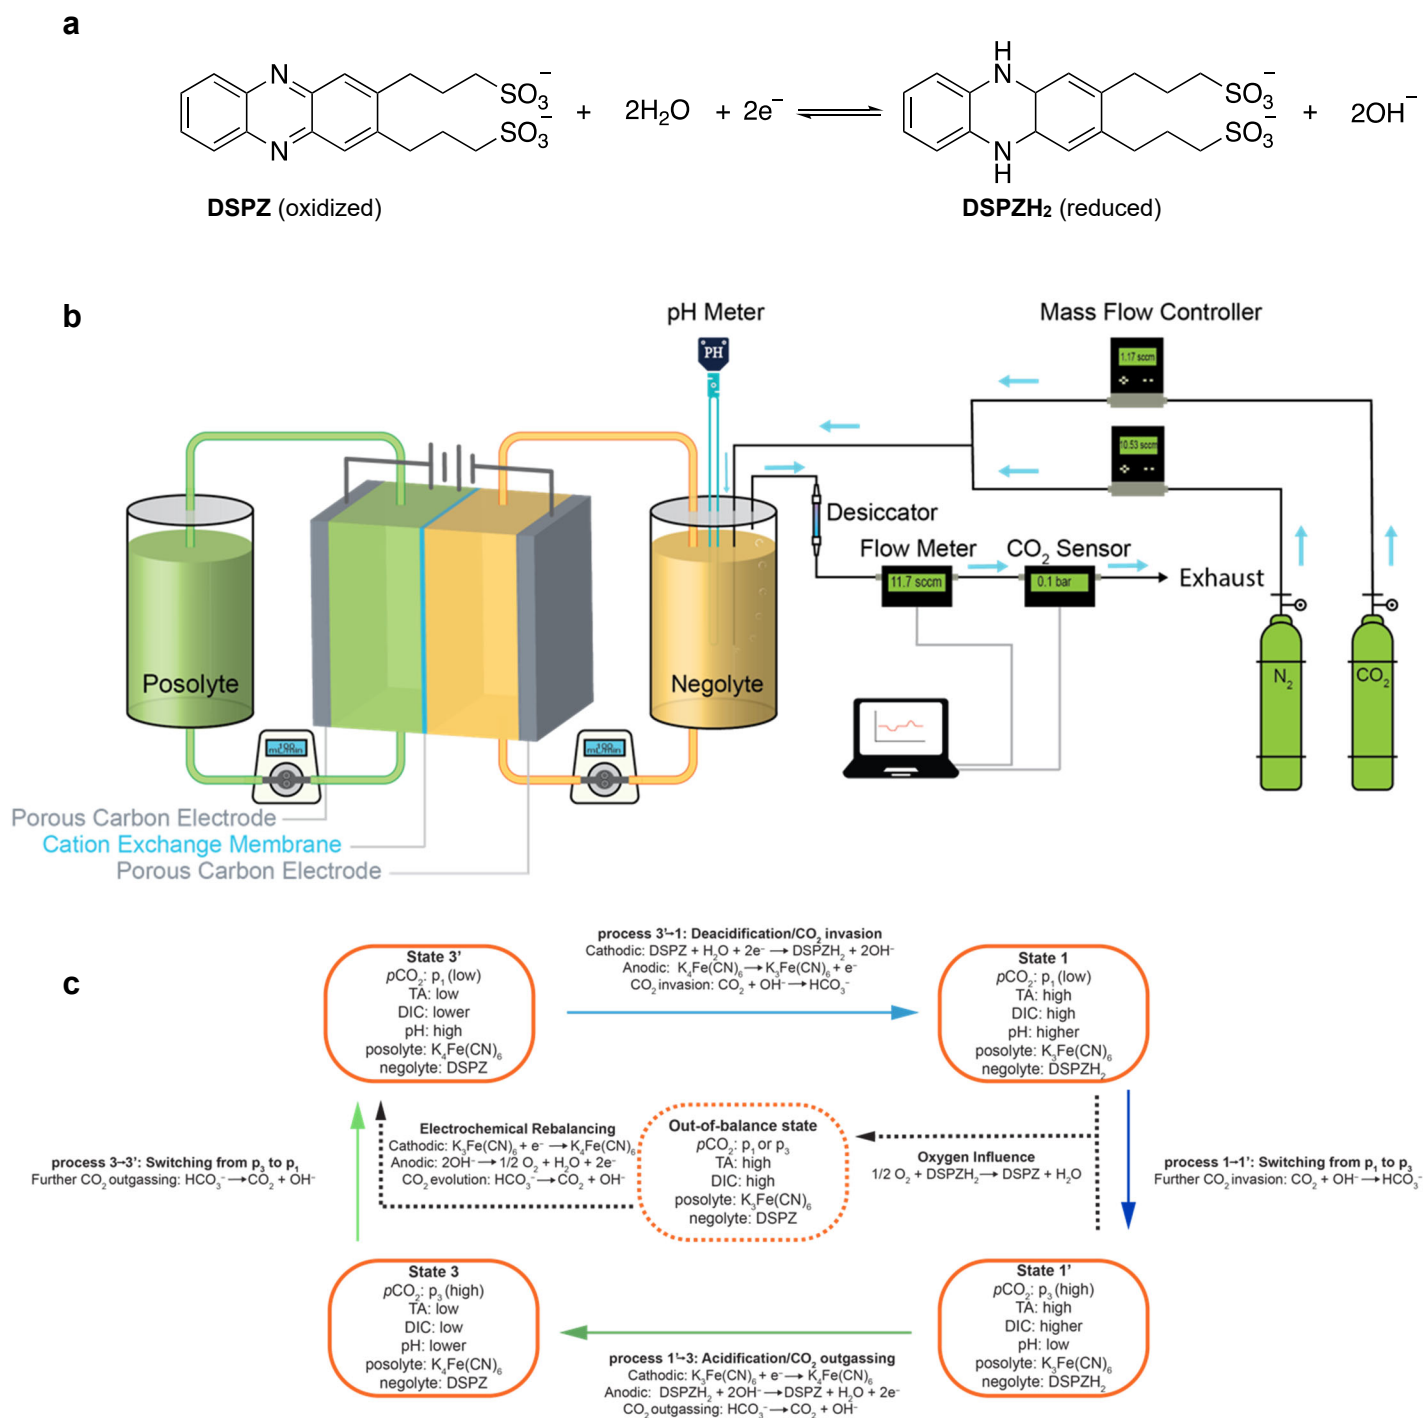 a
N
N
SO₃⁻
SO₃⁻
+ 2H₂O + 2e⁻
H
N
N
H
SO₃⁻
SO₃⁻
+ 2OH⁻
DSPZ (oxidized)
DSPZH₂ (reduced)
b
pH Meter
Mass Flow Controller
PH
1.17 sccm
10.53 sccm
Desiccator
Flow Meter
CO₂ Sensor
11.7 sccm
0.1 bar
Exhaust
Posolyte
Negolyte
N₂
CO₂
100
mL/min
100
mL/min
Porous Carbon Electrode
Cation Exchange Membrane
Porous Carbon Electrode
c
State 3'
pCO₂: p₁ (low)
TA: low
DIC: lower
pH: high
posolyte: K₄Fe(CN)₆
negolyte: DSPZ
process 3'→1: Deacidification/CO₂ invasion
Cathodic: DSPZ + H₂O + 2e⁻ → DSPZH₂ + 2OH⁻
Anodic: K₄Fe(CN)₆ → K₃Fe(CN)₆ + e⁻
CO₂ invasion: CO₂ + OH⁻ → HCO₃⁻
State 1
pCO₂: p₁ (low)
TA: high
DIC: high
pH: higher
posolyte: K₃Fe(CN)₆
negolyte: DSPZH₂
process 3→3': Switching from p₃ to p₁
Further CO₂ outgassing: HCO₃⁻→CO₂ + OH⁻
Electrochemical Rebalancing
Cathodic: K₃Fe(CN)₆ + e⁻ → K₄Fe(CN)₆
Anodic: 2OH⁻ → 1/2 O₂ + H₂O + 2e⁻
CO₂ evolution: HCO₃⁻→CO₂ + OH⁻
Out-of-balance state
pCO₂: p₁ or p₃
TA: high
DIC: high
posolyte: K₃Fe(CN)₆
negolyte: DSPZ
Oxygen Influence
1/2 O₂ + DSPZH₂ → DSPZ + H₂O
process 1→1': Switching from p₁ to p₃
Further CO₂ invasion: CO₂ + OH⁻→HCO₃⁻
State 3
pCO₂: p₃ (high)
TA: low
DIC: low
pH: lower
posolyte: K₄Fe(CN)₆
negolyte: DSPZ
process 1'→3: Acidification/CO₂ outgassing
Cathodic: K₃Fe(CN)₆ + e⁻ → K₄Fe(CN)₆
Anodic: DSPZH₂ + 2OH⁻→DSPZ + H₂O + 2e⁻
CO₂ outgassing: HCO₃⁻→CO₂ + OH⁻
State 1'
pCO₂: p₃ (high)
TA: high
DIC: higher
pH: low
posolyte: K₃Fe(CN)₆
negolyte: DSPZH₂